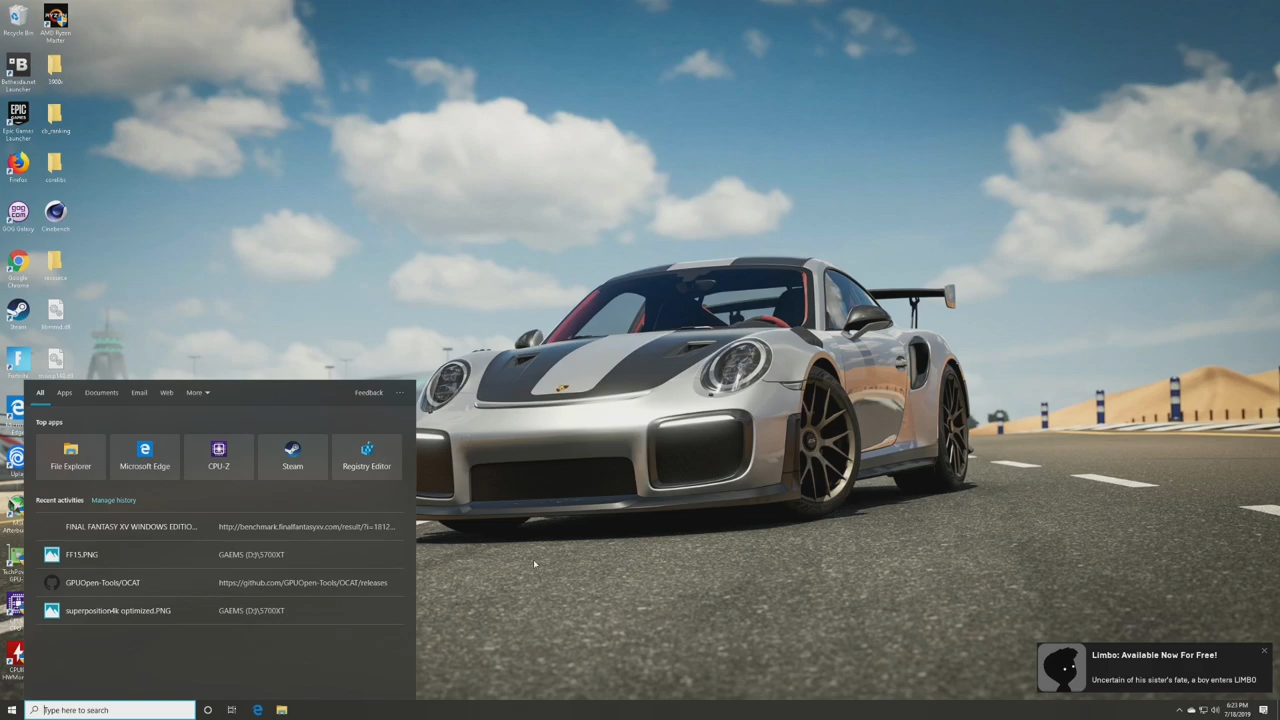 Recycle Bin
AMD Ryzen
Master
Bethesda.net
Launcher
Epic Games
Launcher
cb_ranking
Firefox
GOG Galaxy
Cinebench
Google
Chrome
resource
Steam
Fortnite
All
Apps
Documents
Email
Web
More
Feedback
Top apps
File Explorer
Microsoft Edge
CPU-Z
Steam
Registry Editor
Recent activities
Manage history
FINAL FANTASY XV WINDOWS EDITIO...
http://benchmark.finalfantasyxv.com/result/?i=1812...
FF15.PNG
GAEMS (D:)\5700XT
GPUOpen-Tools/OCAT
https://github.com/GPUOpen-Tools/OCAT/releases
superposition4k optimized.PNG
GAEMS (D:)\5700XT
Limbo: Available Now For Free!
Uncertain of his sister's fate, a boy enters LIMBO
Type here to search
6:23 PM
7/18/2019